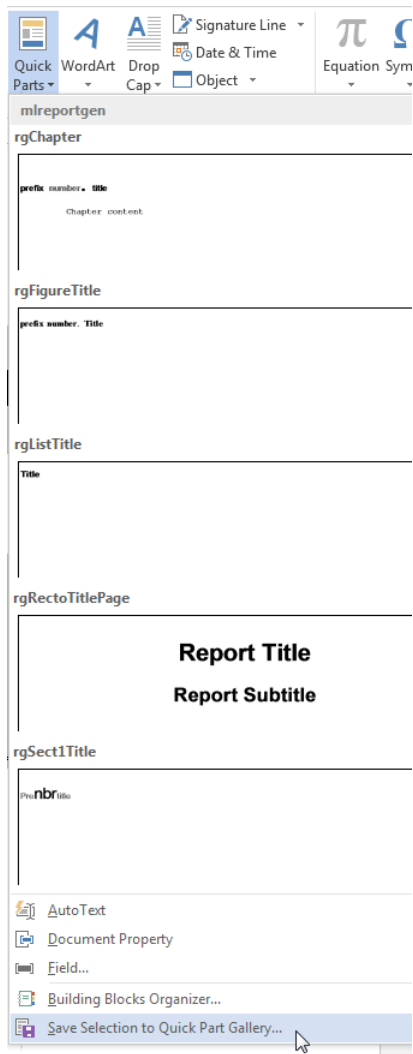 Signature Line
Date & Time
Object
Quick Parts
WordArt
Drop Cap
Equation
Sym
mlreportgen
rgChapter
prefix number. title
Chapter content
rgFigureTitle
prefix number. Title
rgListTitle
Title
rgRectoTitlePage
Report Title
Report Subtitle
rgSect1Title
Prenbrtitle
AutoText
Document Property
Field...
Building Blocks Organizer...
Save Selection to Quick Part Gallery...